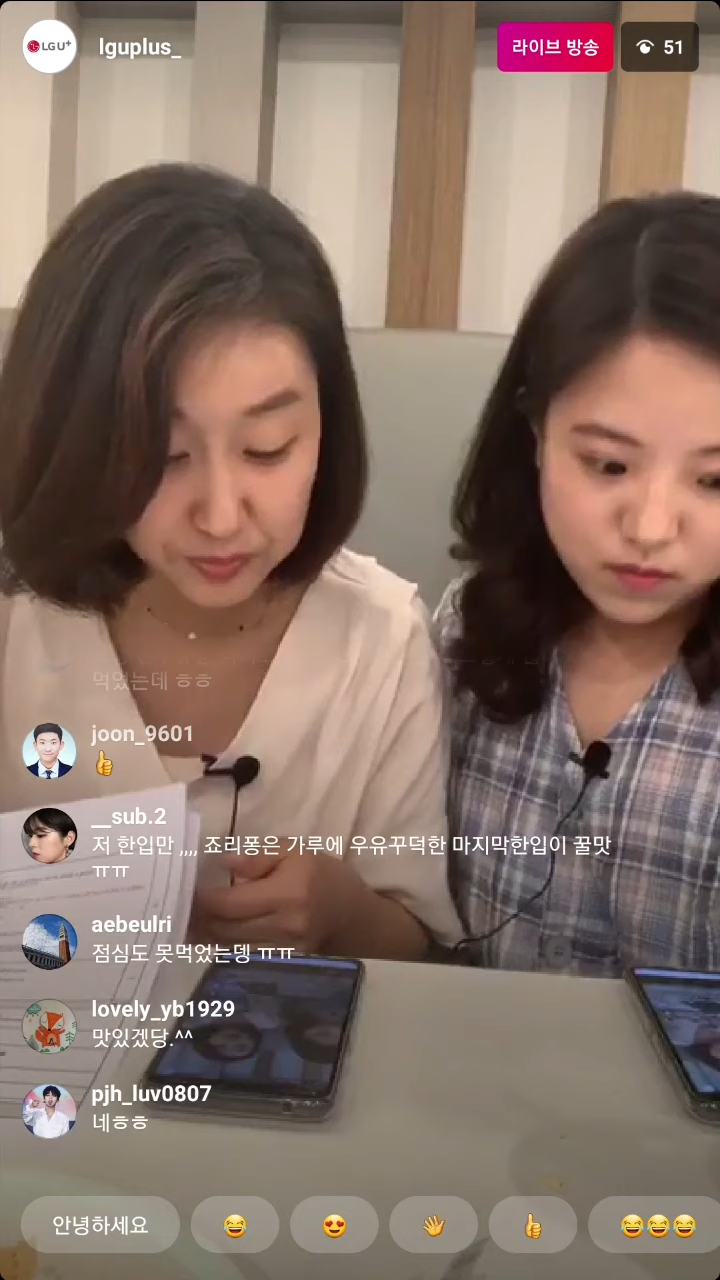 LG U+
lguplus_
라이브 방송
51
먹었는데 ㅎㅎ
joon_9601
👍
__sub.2
저 한입만 ,,,, 죠리퐁은 가루에 우유꾸덕한 마지막한입이 꿀맛
ㅠㅠ
aebeulri
점심도 못먹었는뎅 ㅠㅠ
lovely_yb1929
맛있겠당.^^
pjh_luv0807
네ㅎㅎ
안녕하세요 😂 😍 👋 👍 😂😂😂